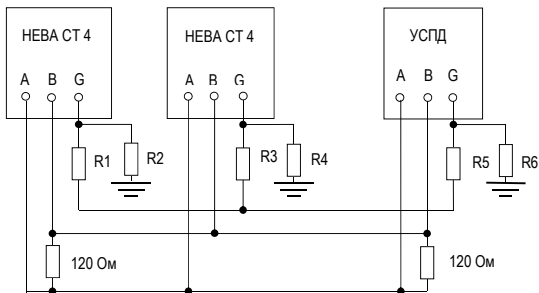 НЕВА СТ 4
НЕВА СТ 4
УСПД
A B G
A B G
A B G
R1
R2
R3
R4
R5
R6
120 Ом
120 Ом